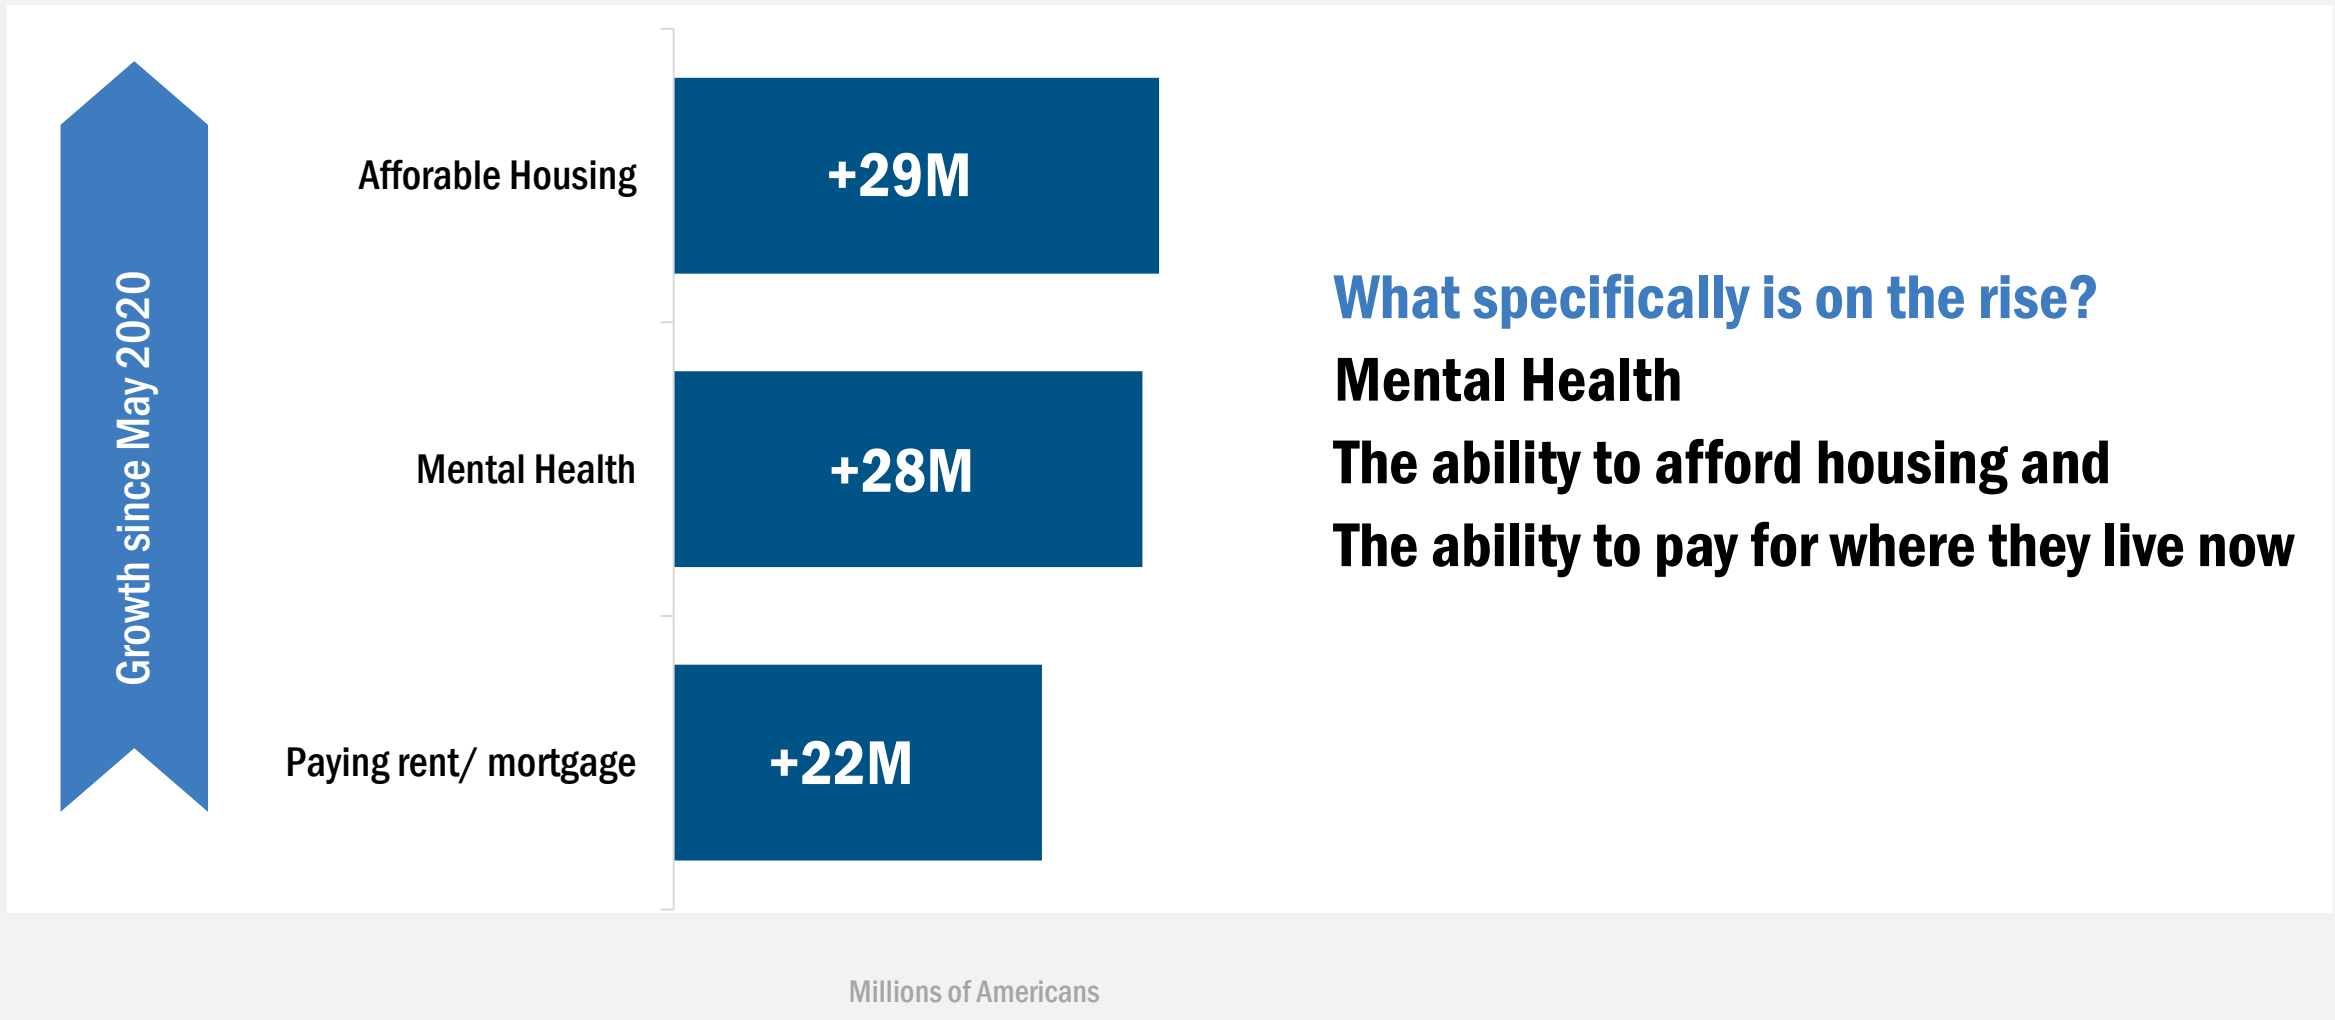 Growth since May 2020
Afforable Housing
+29M
Mental Health
+28M
Paying rent/ mortgage
+22M
What specifically is on the rise?
Mental Health
The ability to afford housing and
The ability to pay for where they live now
Millions of Americans